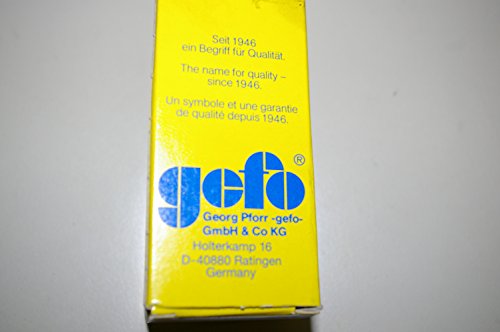 Seit 1946
ein Begriff für Qualität.
The name for quality –
since 1946.
Un symbole et une garantie
de qualité depuis 1946.
gefo®
Georg Pforr -gefo-
GmbH & Co KG
Holterkamp 16
D-40880 Ratingen
Germany